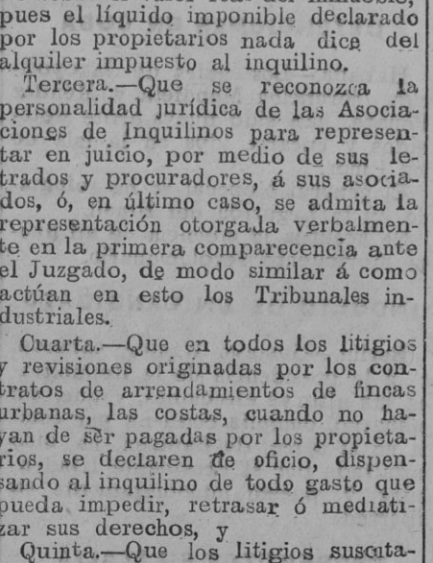 pues el líquido imponible declarado
por los propietarios nada dice del
alquiler impuesto al inquilino.
Tercera.—Que se reconozca la
personalidad jurídica de las Asocia-
ciones de Inquilinos para represen-
tar en juicio, por medio de sus le-
trados y procuradores, á sus asocia-
dos, ó, en último caso, se admita la
representación otorgada verbalmen-
te en la primera comparecencia ante
el Juzgado, de modo similar á como
actúan en esto los Tribunales in-
dustriales.
Cuarta.—Que en todos los litigios
y revisiones originadas por los con-
tratos de arrendamientos de fincas
urbanas, las costas, cuando no ha-
yan de ser pagadas por los propieta-
rios, se declaren de oficio, dispen-
sando al inquilino de todo gasto que
pueda impedir, retrasar ó mediati-
zar sus derechos, y
Quinta.—Que los litigios suscita-